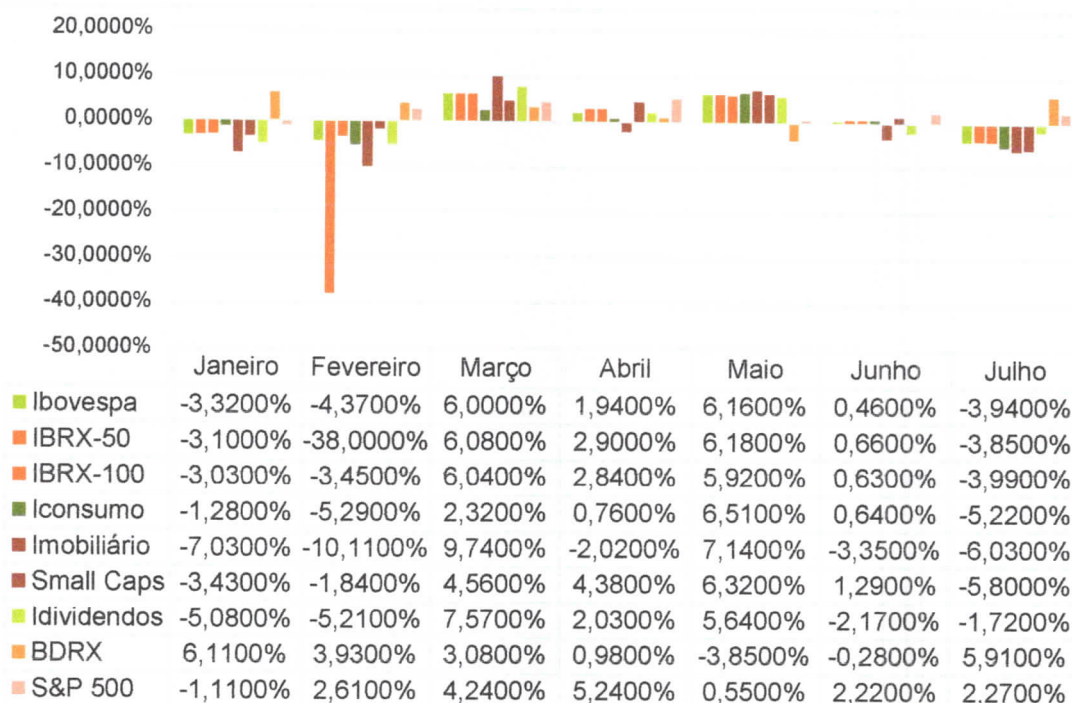 20,0000%
10,0000%
0,0000%
-10,0000%
-20,0000%
-30,0000%
-40,0000%
-50,0000%
Janeiro Fevereiro Março Abril Maio Junho Julho
Ibovespa -3,3200% -4,3700% 6,0000% 1,9400% 6,1600% 0,4600% -3,9400%
IBRX-50 -3,1000% -38,0000% 6,0800% 2,9000% 6,1800% 0,6600% -3,8500%
IBRX-100 -3,0300% -3,4500% 6,0400% 2,8400% 5,9200% 0,6300% -3,9900%
Iconsumo -1,2800% -5,2900% 2,3200% 0,7600% 6,5100% 0,6400% -5,2200%
Imobiliário -7,0300% -10,1100% 9,7400% -2,0200% 7,1400% -3,3500% -6,0300%
Small Caps -3,4300% -1,8400% 4,5600% 4,3800% 6,3200% 1,2900% -5,8000%
Idividendos -5,0800% -5,2100% 7,5700% 2,0300% 5,6400% -2,1700% -1,7200%
BDRX 6,1100% 3,9300% 3,0800% 0,9800% -3,8500% -0,2800% 5,9100%
S&P 500 -1,1100% 2,6100% 4,2400% 5,2400% 0,5500% 2,2200% 2,2700%